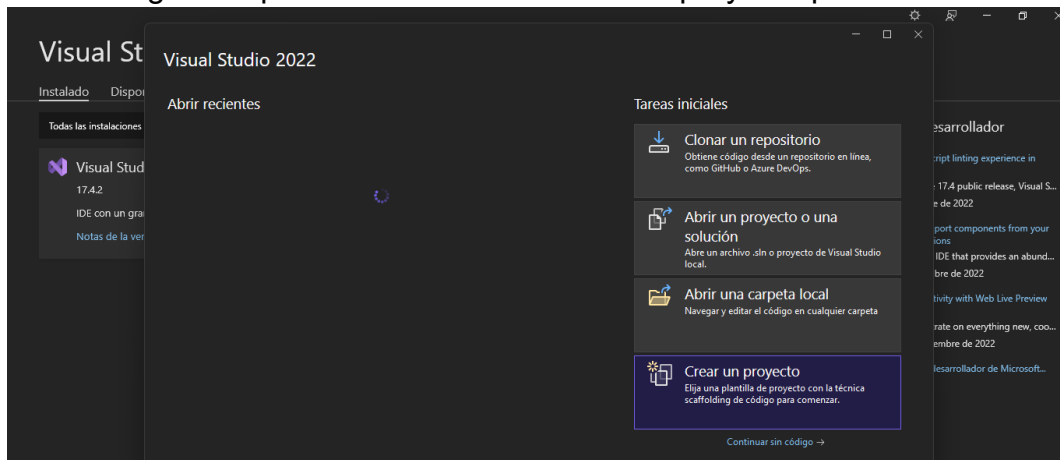 Visual St
Visual Studio 2022
Instalado Dispo
Abrir recientes
Tareas iniciales
Todas las instalaciones
Clonar un repositorio
Obtiene código desde un repositorio en línea,
como GitHub o Azure DevOps.
Visual Stud
17.4.2
IDE con un gra
Notas de la ver
Abrir un proyecto o una
solución
Abre un archivo .sln o proyecto de Visual Studio
local.
Abrir una carpeta local
Navegar y editar el código en cualquier carpeta
Crear un proyecto
Elija una plantilla de proyecto con la técnica
scaffolding de código para comenzar.
Continuar sin código →
esarrollador
ript linting experience in
17.4 public release, Visual S...
e de 2022
port components from your
ions
IDE that provides an abund...
bre de 2022
tivity with Web Live Preview
rate on everything new, coo...
embre de 2022
desarrollador de Microsoft...